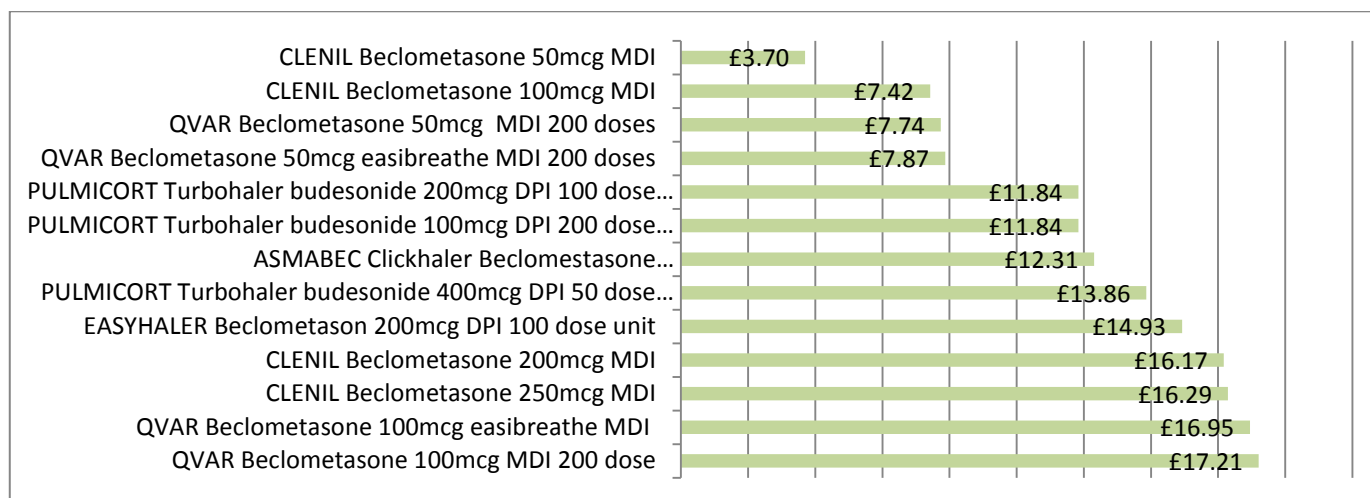 CLENIL Beclometasone 50mcg MDI £3.70
CLENIL Beclometasone 100mcg MDI £7.42
QVAR Beclometasone 50mcg MDI 200 doses £7.74
QVAR Beclometasone 50mcg easibreathe MDI 200 doses £7.87
PULMICORT Turbohaler budesonide 200mcg DPI 100 dose... £11.84
PULMICORT Turbohaler budesonide 100mcg DPI 200 dose... £11.84
ASMABEC Clickhaler Beclomestasone... £12.31
PULMICORT Turbohaler budesonide 400mcg DPI 50 dose... £13.86
EASYHALER Beclometason 200mcg DPI 100 dose unit £14.93
CLENIL Beclometasone 200mcg MDI £16.17
CLENIL Beclometasone 250mcg MDI £16.29
QVAR Beclometasone 100mcg easibreathe MDI £16.95
QVAR Beclometasone 100mcg MDI 200 dose £17.21